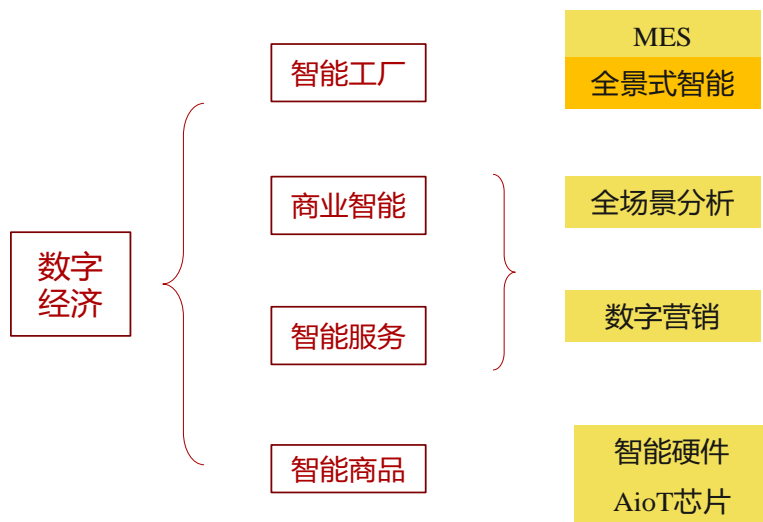 数字
经济
智能工厂
商业智能
智能服务
智能商品
MES
全景式智能
全场景分析
数字营销
智能硬件
AioT芯片